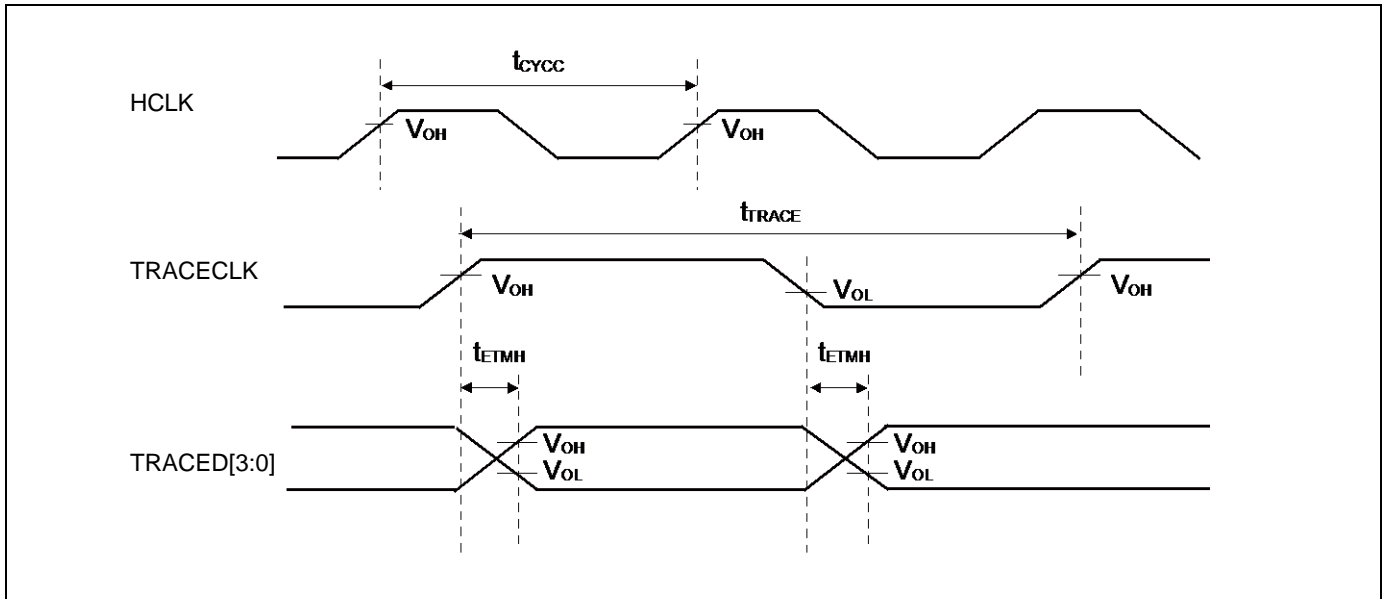 tCYCC
HCLK
VOH VOH
tTRACE
TRACECLK
VOH VOL VOH
tETMH tETMH
VOH VOH
TRACED[3:0]
VOL VOL